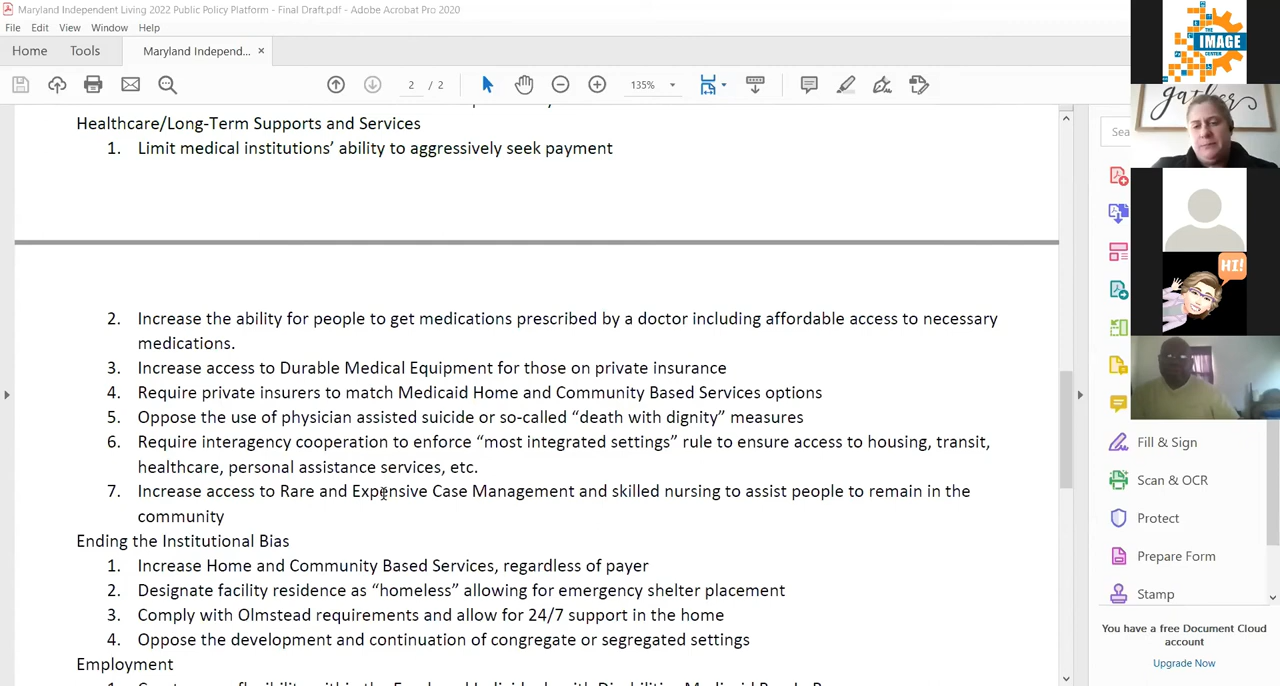 Maryland Independent Living 2022 Public Policy Platform - Final Draft.pdf - Adobe Acrobat Pro 2020
File Edit View Window Help
Home Tools Maryland Independ... ×
2 / 2 135%
Healthcare/Long-Term Supports and Services
1. Limit medical institutions' ability to aggressively seek payment
2. Increase the ability for people to get medications prescribed by a doctor including affordable access to necessary
medications.
3. Increase access to Durable Medical Equipment for those on private insurance
4. Require private insurers to match Medicaid Home and Community Based Services options
5. Oppose the use of physician assisted suicide or so-called “death with dignity” measures
6. Require interagency cooperation to enforce “most integrated settings” rule to ensure access to housing, transit,
healthcare, personal assistance services, etc.
7. Increase access to Rare and Expensive Case Management and skilled nursing to assist people to remain in the
community
Ending the Institutional Bias
1. Increase Home and Community Based Services, regardless of payer
2. Designate facility residence as “homeless” allowing for emergency shelter placement
3. Comply with Olmstead requirements and allow for 24/7 support in the home
4. Oppose the development and continuation of congregate or segregated settings
Employment
Sea
Fill & Sign
Scan & OCR
Protect
Prepare Form
Stamp
You have a free Document Cloud
account
Upgrade Now
THE
IMAGE
CENTER
gather
HI!